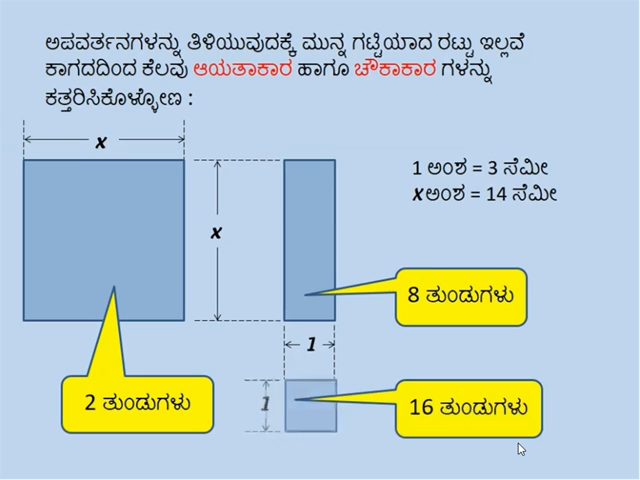 ಅಪವರ್ತನಗಳನ್ನು ತಿಳಿಯುವುದಕ್ಕೆ ಮುನ್ನ ಗಟ್ಟಿಯಾದ ರಟ್ಟು ಇಲ್ಲವೆ
ಕಾಗದದಿಂದ ಕೆಲವು ಆಯತಾಕಾರ ಹಾಗೂ ಚೌಕಾಕಾರ ಗಳನ್ನು
ಕತ್ತರಿಸಿಕೊಳ್ಳೋಣ :
x
1 ಅಂಶ = 3 ಸೆಮೀ
x ಅಂಶ = 14 ಸೆಮೀ
x
8 ತುಂಡುಗಳು
1
2 ತುಂಡುಗಳು
1
16 ತುಂಡುಗಳು